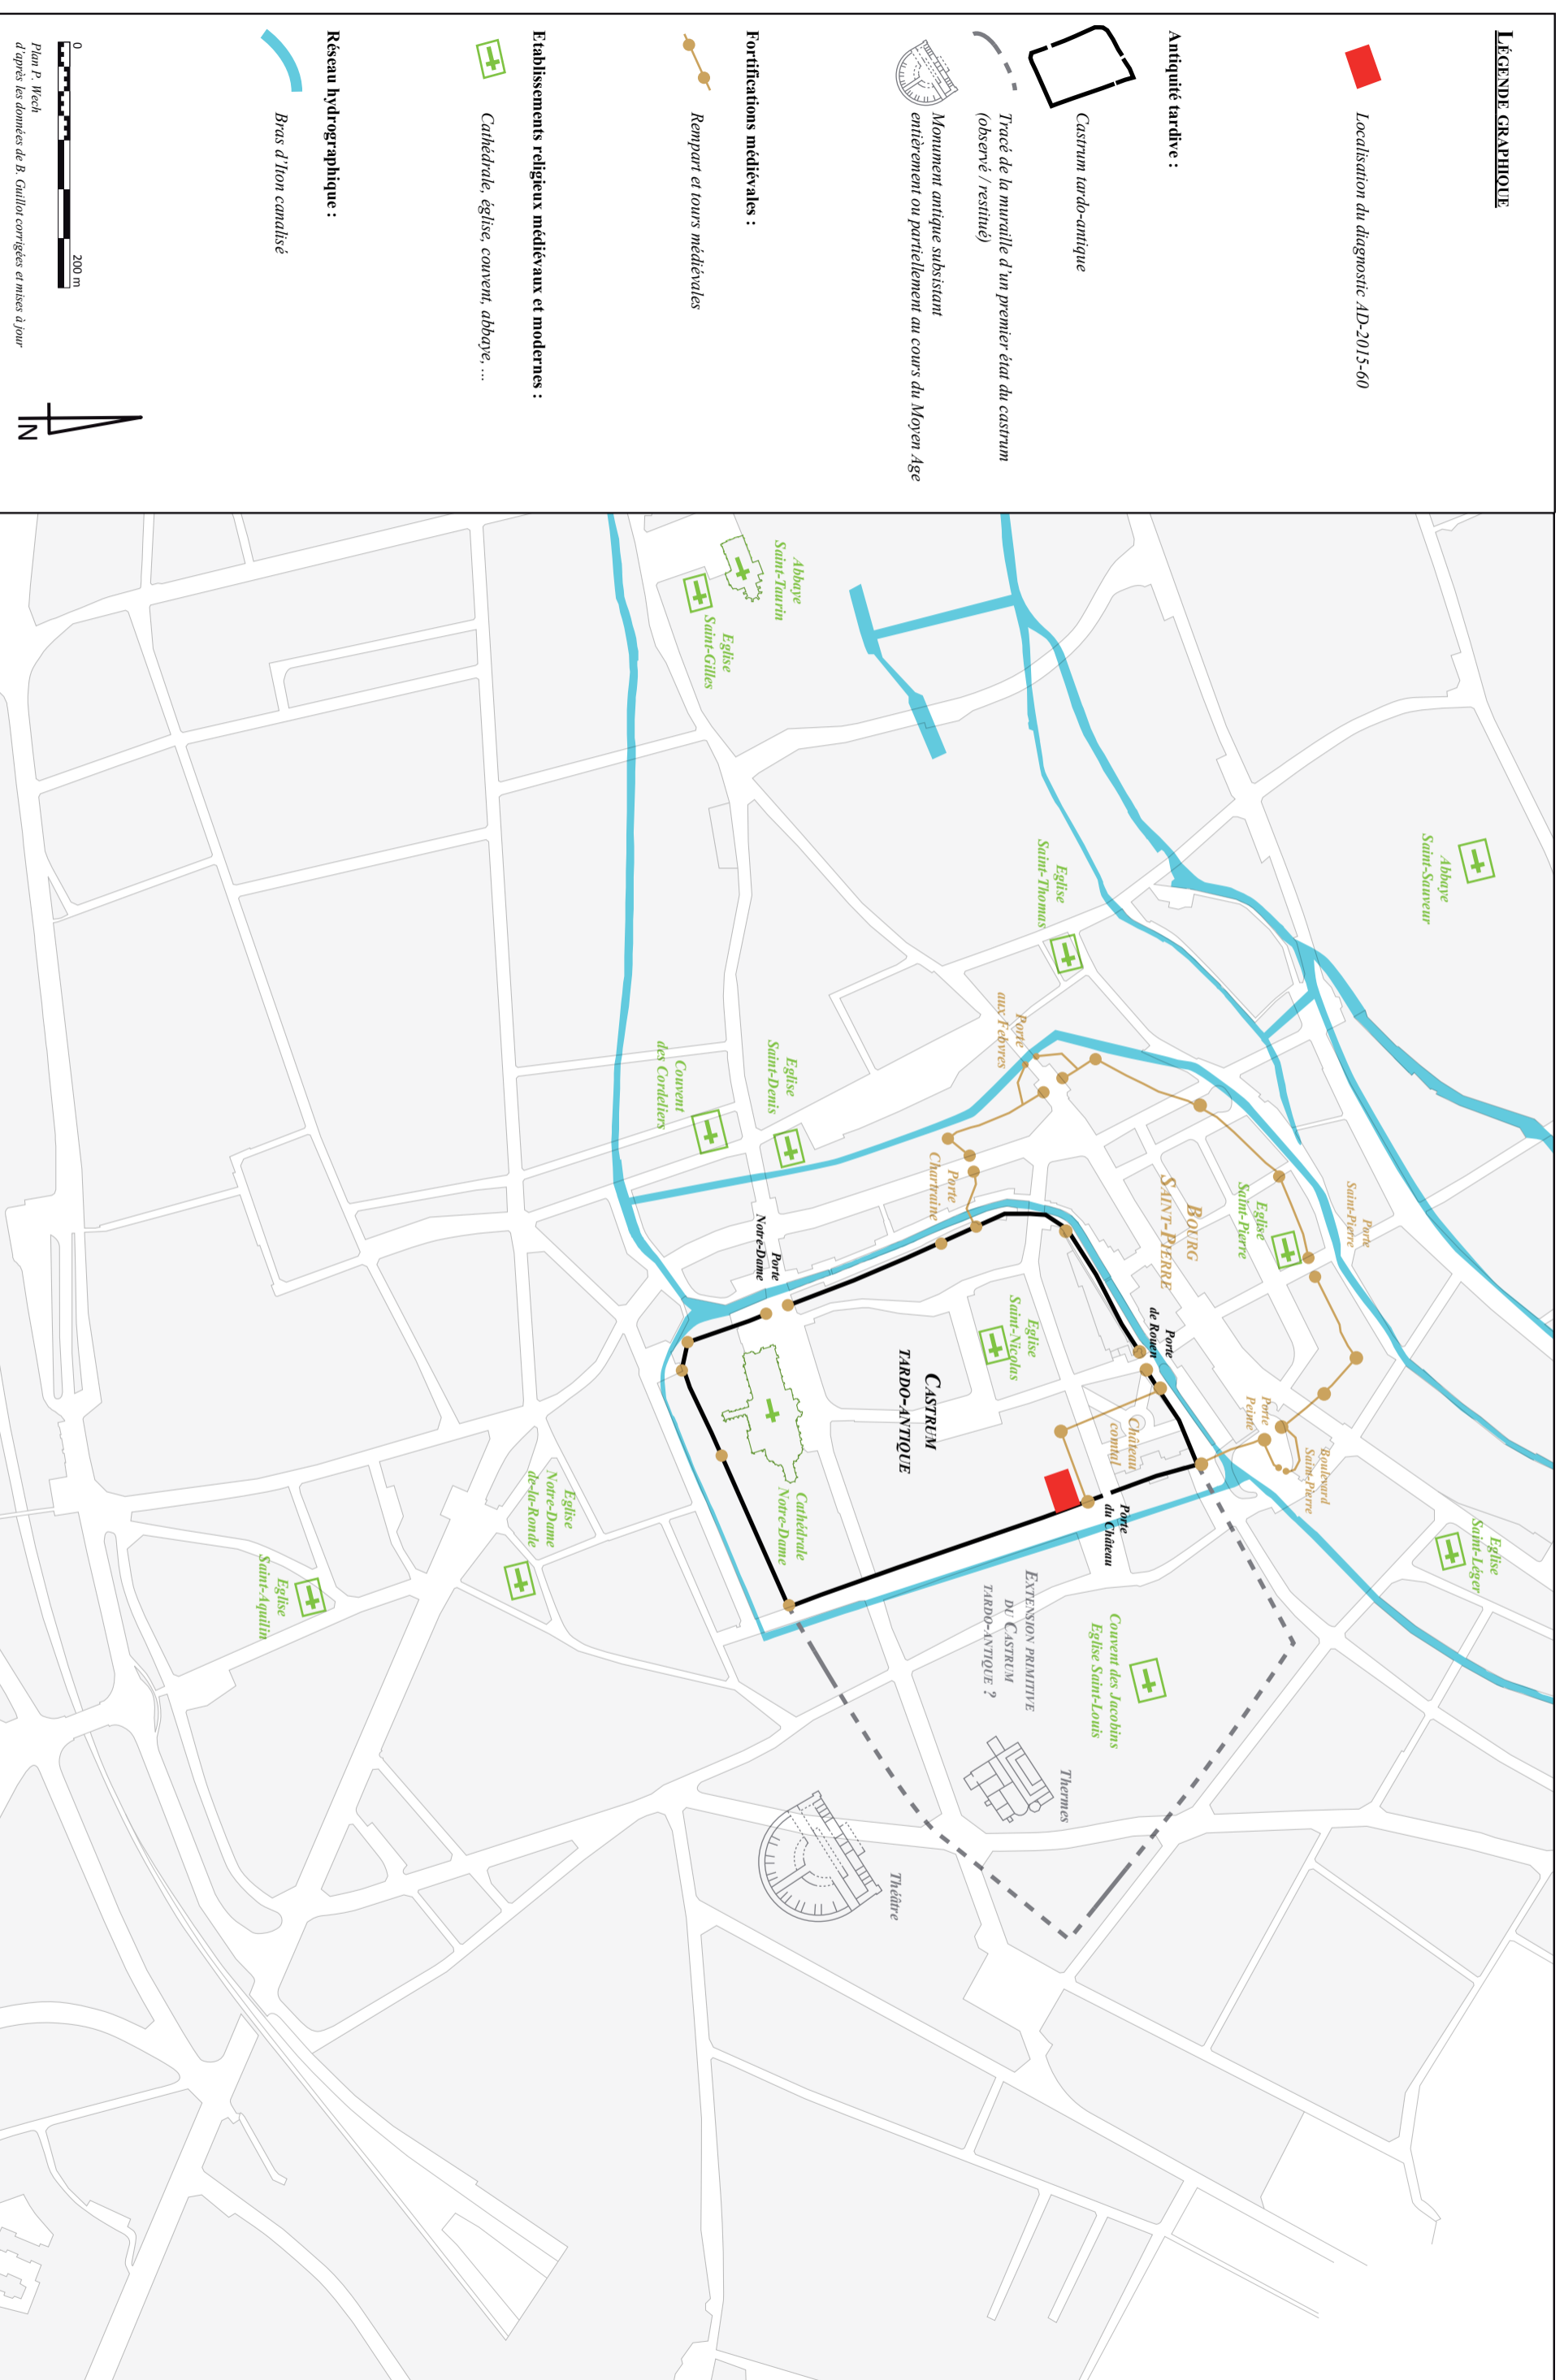 LÉGENDE GRAPHIQUE
Localisation du diagnostic AD-2015-60
Antiquité tardive :
Castrum tardo-antique
Tracé de la muraille d'un premier état du castrum
(observé / restitué)
Monument antique subsistant
entièrement ou partiellement au cours du Moyen Age
Fortifications médiévales :
Rempart et tours médiévales
Etablissements religieux médiévaux et modernes :
Cathédrale, église, couvent, abbaye, ...
Réseau hydrographique :
Bras d'Iton canalisé
0
200 m
Plan P. Wech
d'après les données de B. Guillot corrigées et mises à jour
N
Abbaye
Saint-Sauveur
Abbaye
Saint-Taurin
Eglise
Saint-Gilles
Eglise
Saint-Thomas
Porte
aux Febvres
Eglise
Saint-Denis
Couvent
des Cordeliers
Porte
Chartraine
BOURG
SAINT-PIERRE
Eglise
Saint-Pierre
Porte
Saint-Pierre
Porte
Notre-Dame
Eglise
Saint-Nicolas
Porte
de Rouen
CASTRUM
TARDO-ANTIQUE
Château
comtal
Porte
Peinte
Boulevard
Saint-Pierre
Porte
du Château
Eglise
Saint-Léger
Cathédrale
Notre-Dame
Eglise
Notre-Dame
de-la-Ronde
Eglise
Saint-Aquilin
EXTENSION PRIMITIVE
DU CASTRUM
TARDO-ANTIQUE ?
Couvent des Jacobins
Eglise Saint-Louis
Thermes
Théâtre